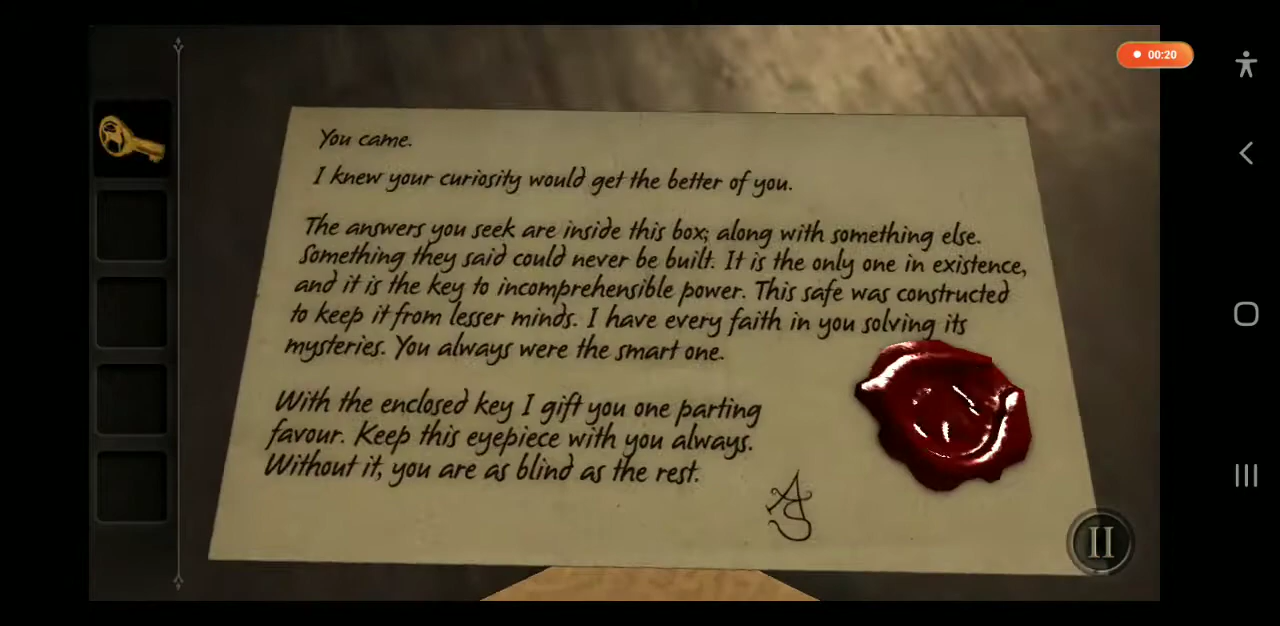 00:20
You came.
I knew your curiosity would get the better of you.
The answers you seek are inside this box; along with something else.
Something they said could never be built. It is the only one in existence,
and it is the key to incomprehensible power. This safe was constructed
to keep it from lesser minds. I have every faith in you solving its
mysteries. You always were the smart one.
With the enclosed key I gift you one parting
favour. Keep this eyepiece with you always.
Without it, you are as blind as the rest.
AS